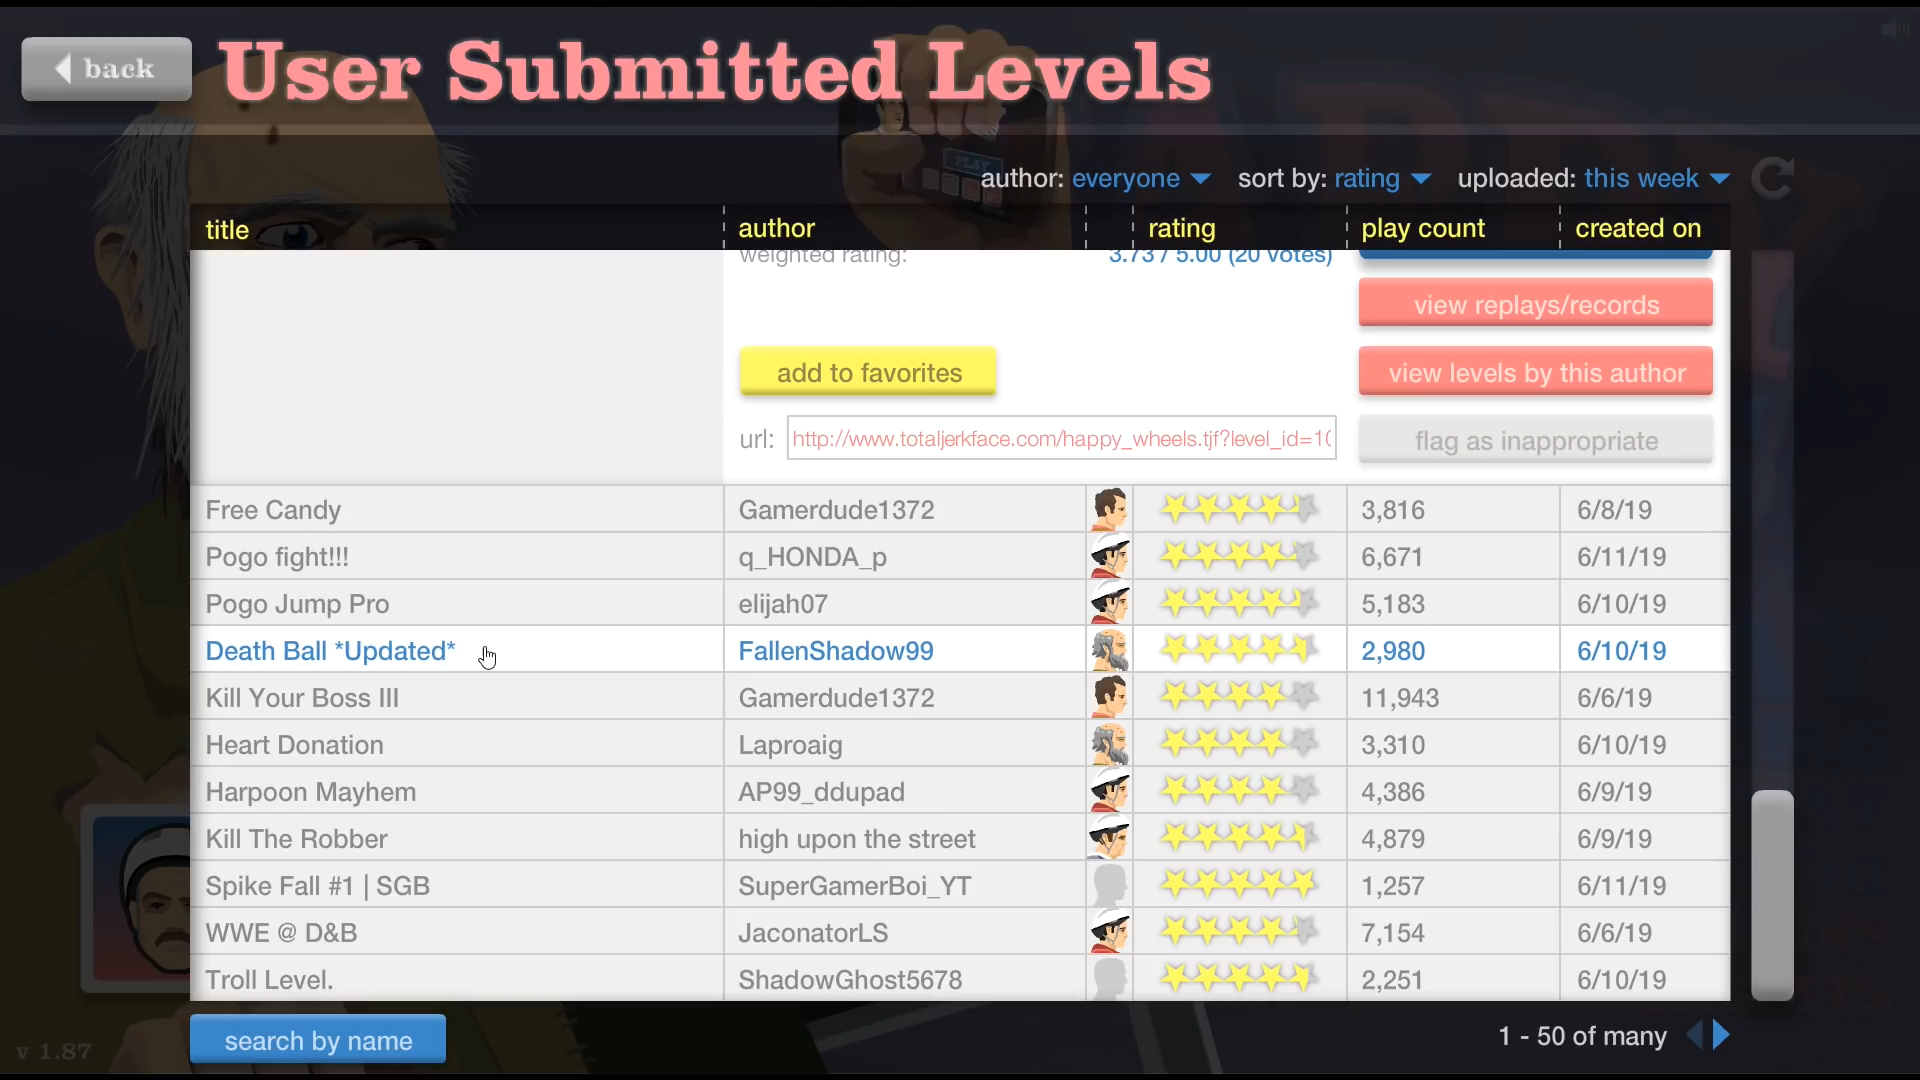 back
User Submitted Levels
PLAY
author: everyone sort by: rating uploaded: this week
title author rating play count created on
weighted rating: 3.73 / 5.00 (20 votes)
view replays/records
add to favorites view levels by this author
url: http://www.totaljerkface.com/happy_wheels.tjf?level_id=1( flag as inappropriate
Free Candy Gamerdude1372 3,816 6/8/19
Pogo fight!!! q_HONDA_p 6,671 6/11/19
Pogo Jump Pro elijah07 5,183 6/10/19
Death Ball *Updated* FallenShadow99 2,980 6/10/19
Kill Your Boss III Gamerdude1372 11,943 6/6/19
Heart Donation Laproaig 3,310 6/10/19
Harpoon Mayhem AP99_ddupad 4,386 6/9/19
Kill The Robber high upon the street 4,879 6/9/19
Spike Fall #1 | SGB SuperGamerBoi_YT 1,257 6/11/19
WWE @ D&B JaconatorLS 7,154 6/6/19
Troll Level. ShadowGhost5678 2,251 6/10/19
search by name 1 - 50 of many
v 1.87